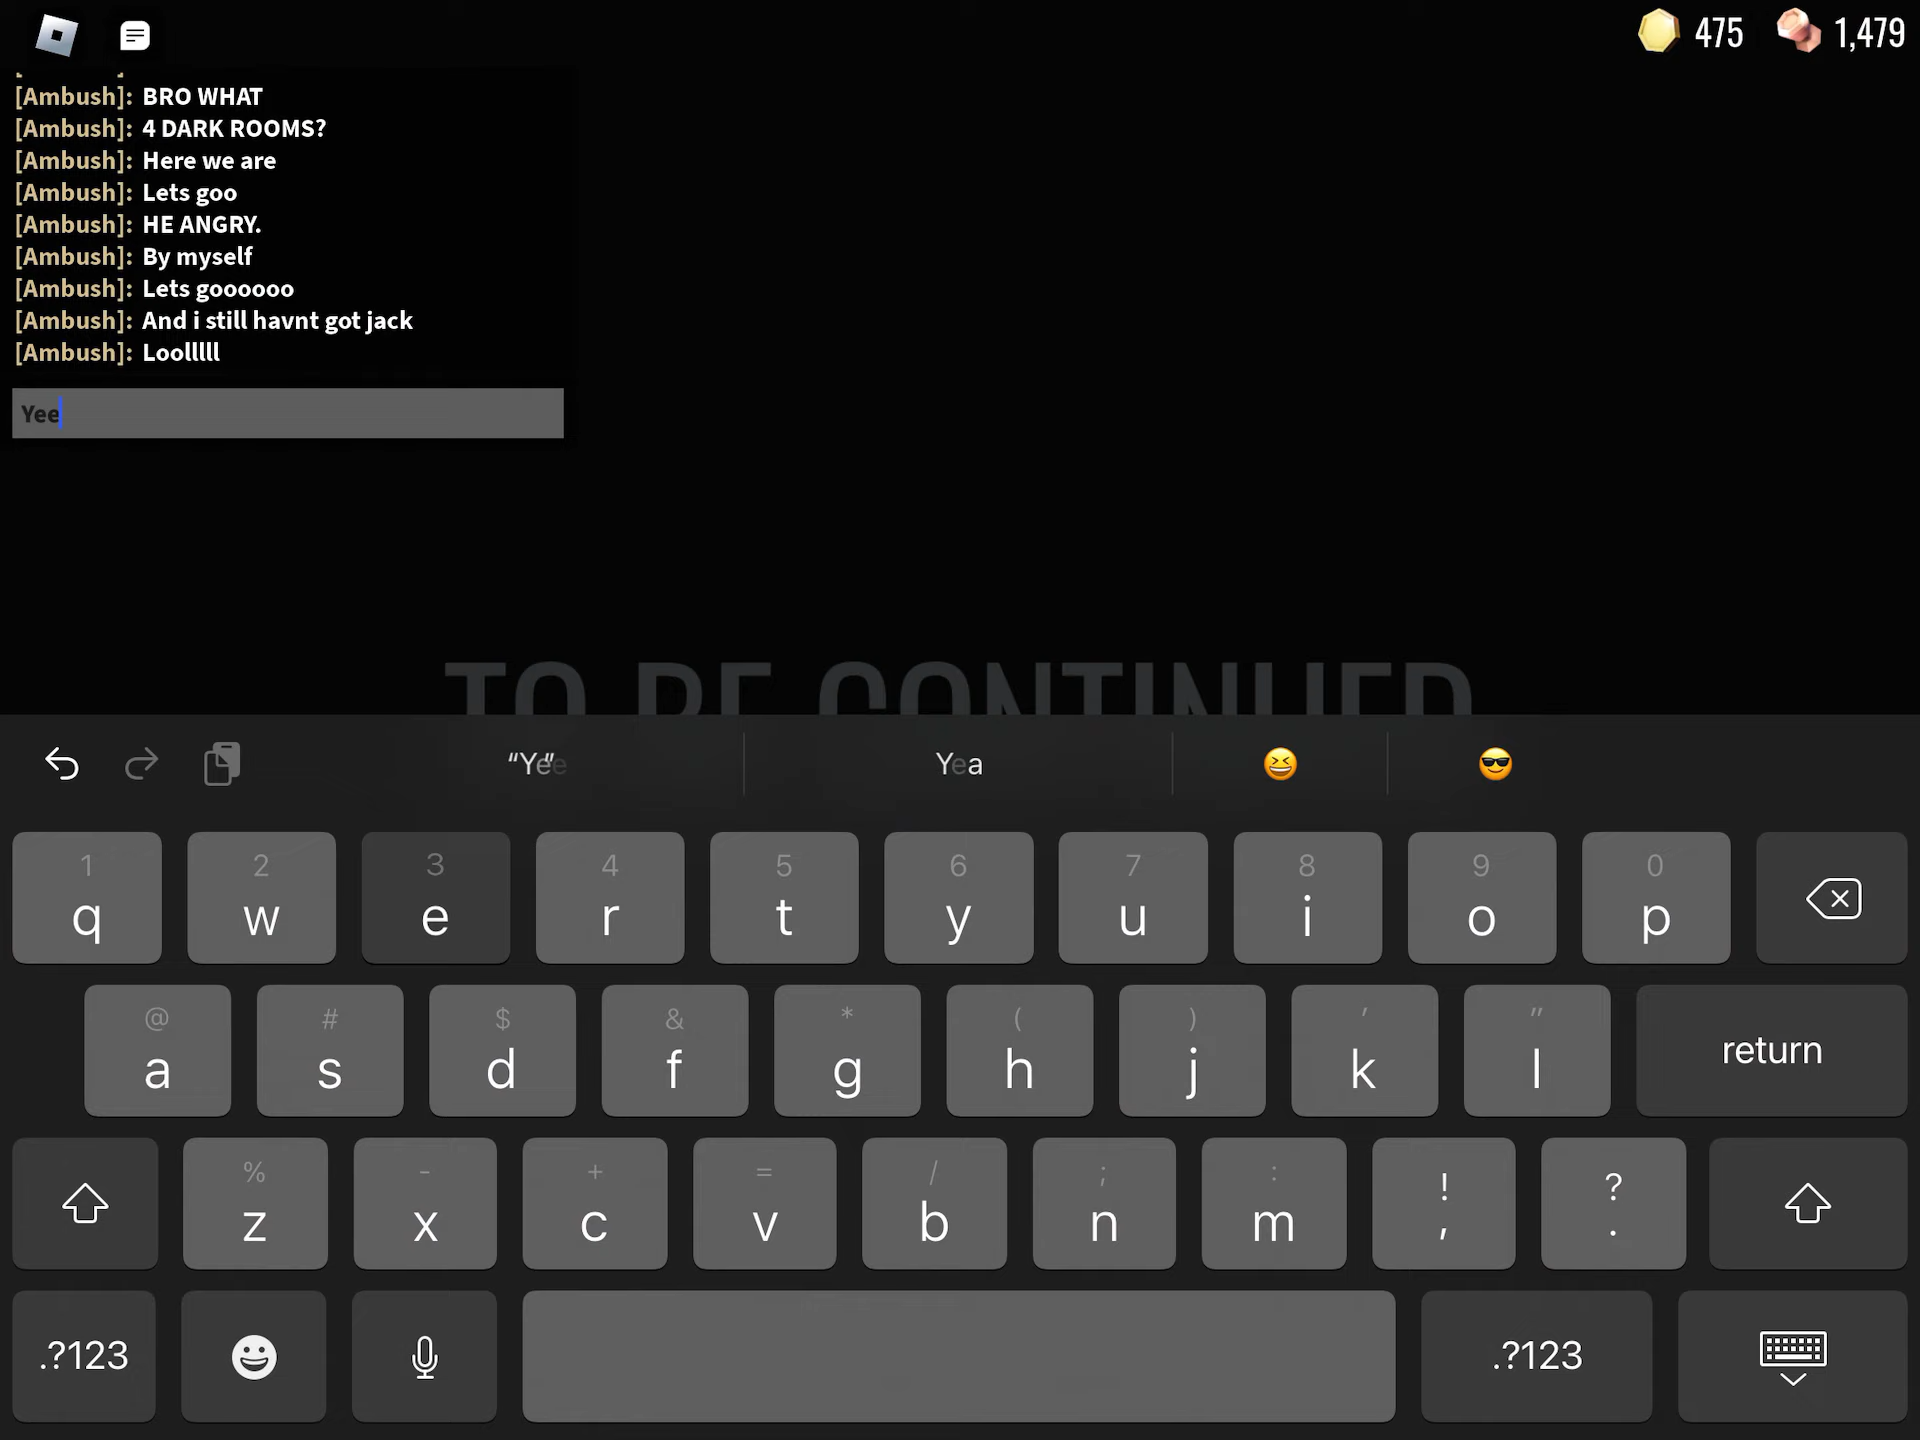 475 1,479
[Ambush]: BRO WHAT
[Ambush]: 4 DARK ROOMS?
[Ambush]: Here we are
[Ambush]: Lets goo
[Ambush]: HE ANGRY.
[Ambush]: By myself
[Ambush]: Lets goooooo
[Ambush]: And i still havnt got jack
[Ambush]: Loolllll
Yee
TO BE CONTINUED
Yea 😆 😎
1 2 3 4 5 6 7 8 9 0
q w e r t y u i o p
@ # $ & * ( ) ' "
a s d f g h j k l return
% - + = / ; : ! ?
z x c v b n m , .
.?123 .?123